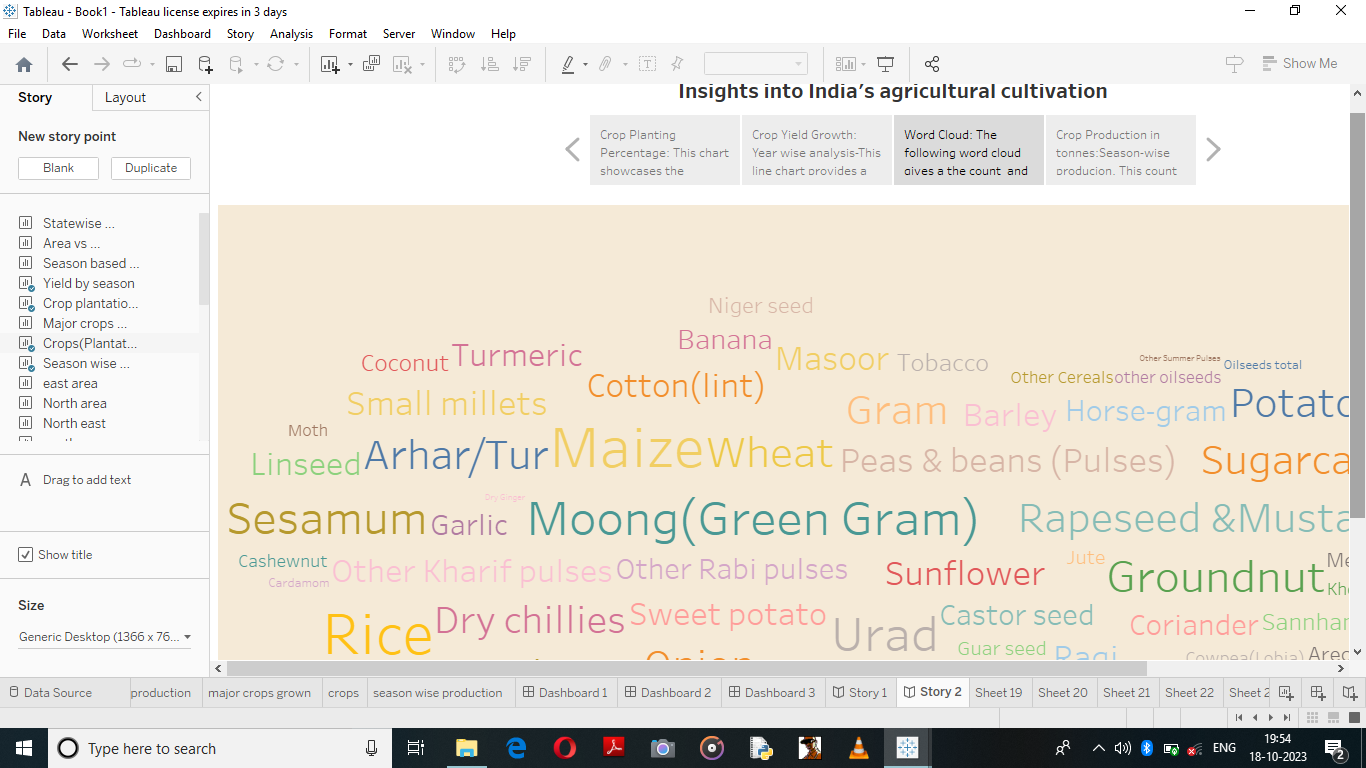 Tableau - Book1 - Tableau license expires in 3 days
File Data Worksheet Dashboard Story Analysis Format Server Window Help
Show Me
Story Layout
New story point
Blank Duplicate
Statewise ...
Area vs ...
Season based ...
Yield by season
Crop plantatio...
Major crops ...
Crops(Plantat...
Season wise ...
east area
North area
North east
Drag to add text
Show title
Size
Generic Desktop (1366 x 76...
Insights into India's agricultural cultivation
Crop Planting
Percentage: This chart
showcases the
Crop Yield Growth:
Year wise analysis-This
line chart provides a
Word Cloud: The
following word cloud
gives a the count and
Crop Production in
tonnes:Season-wise
producion. This count
Niger seed
Banana
Coconut Turmeric Masoor Tobacco Other Summer Pulses Oilseeds total
Cotton(lint) Other Cereals other oilseeds
Small millets Gram Barley Horse-gram Potato
Moth
Linseed Arhar/Tur Maize Wheat Peas & beans (Pulses) Sugarca
Dry Ginger
Sesamum Garlic Moong(Green Gram) Rapeseed &Musta
Cashewnut Other Kharif pulses Other Rabi pulses Sunflower Jute Groundnut Me
Cardamom Khe
Rice Dry chillies Sweet potato Urad Castor seed Coriander Sannhar
Guar seed Ragi Cowpea(Lobia) Arec
Onion
Data Source production major crops grown crops season wise production Dashboard 1 Dashboard 2 Dashboard 3 Story 1 Story 2 Sheet 19 Sheet 20 Sheet 21 Sheet 22 Sheet 2
Type here to search
ENG
19:54
18-10-2023
2